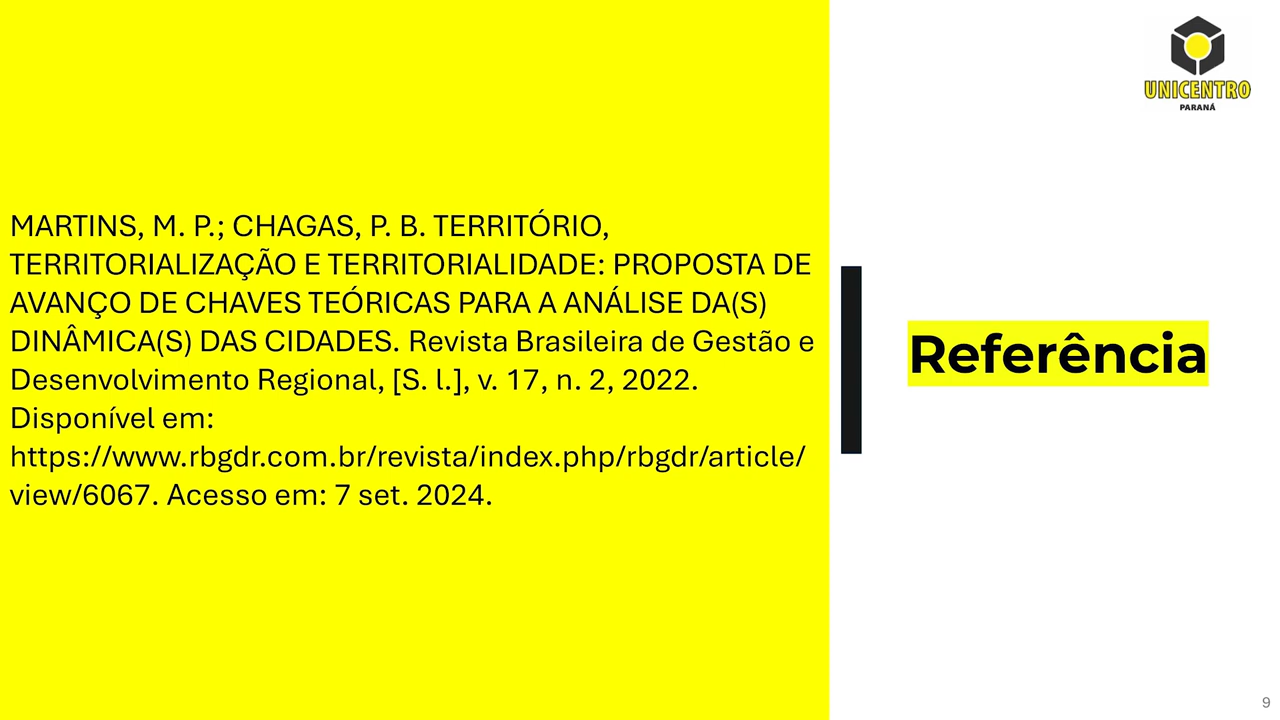 UNICENTRO
PARANÁ
MARTINS, M. P.; CHAGAS, P. B. TERRITÓRIO,
TERRITORIALIZAÇÃO E TERRITORIALIDADE: PROPOSTA DE
AVANÇO DE CHAVES TEÓRICAS PARA A ANÁLISE DA(S)
DINÂMICA(S) DAS CIDADES. Revista Brasileira de Gestão e
Desenvolvimento Regional, [S. l.], v. 17, n. 2, 2022.
Disponível em:
https://www.rbgdr.com.br/revista/index.php/rbgdr/article/
view/6067. Acesso em: 7 set. 2024.
Referência
9